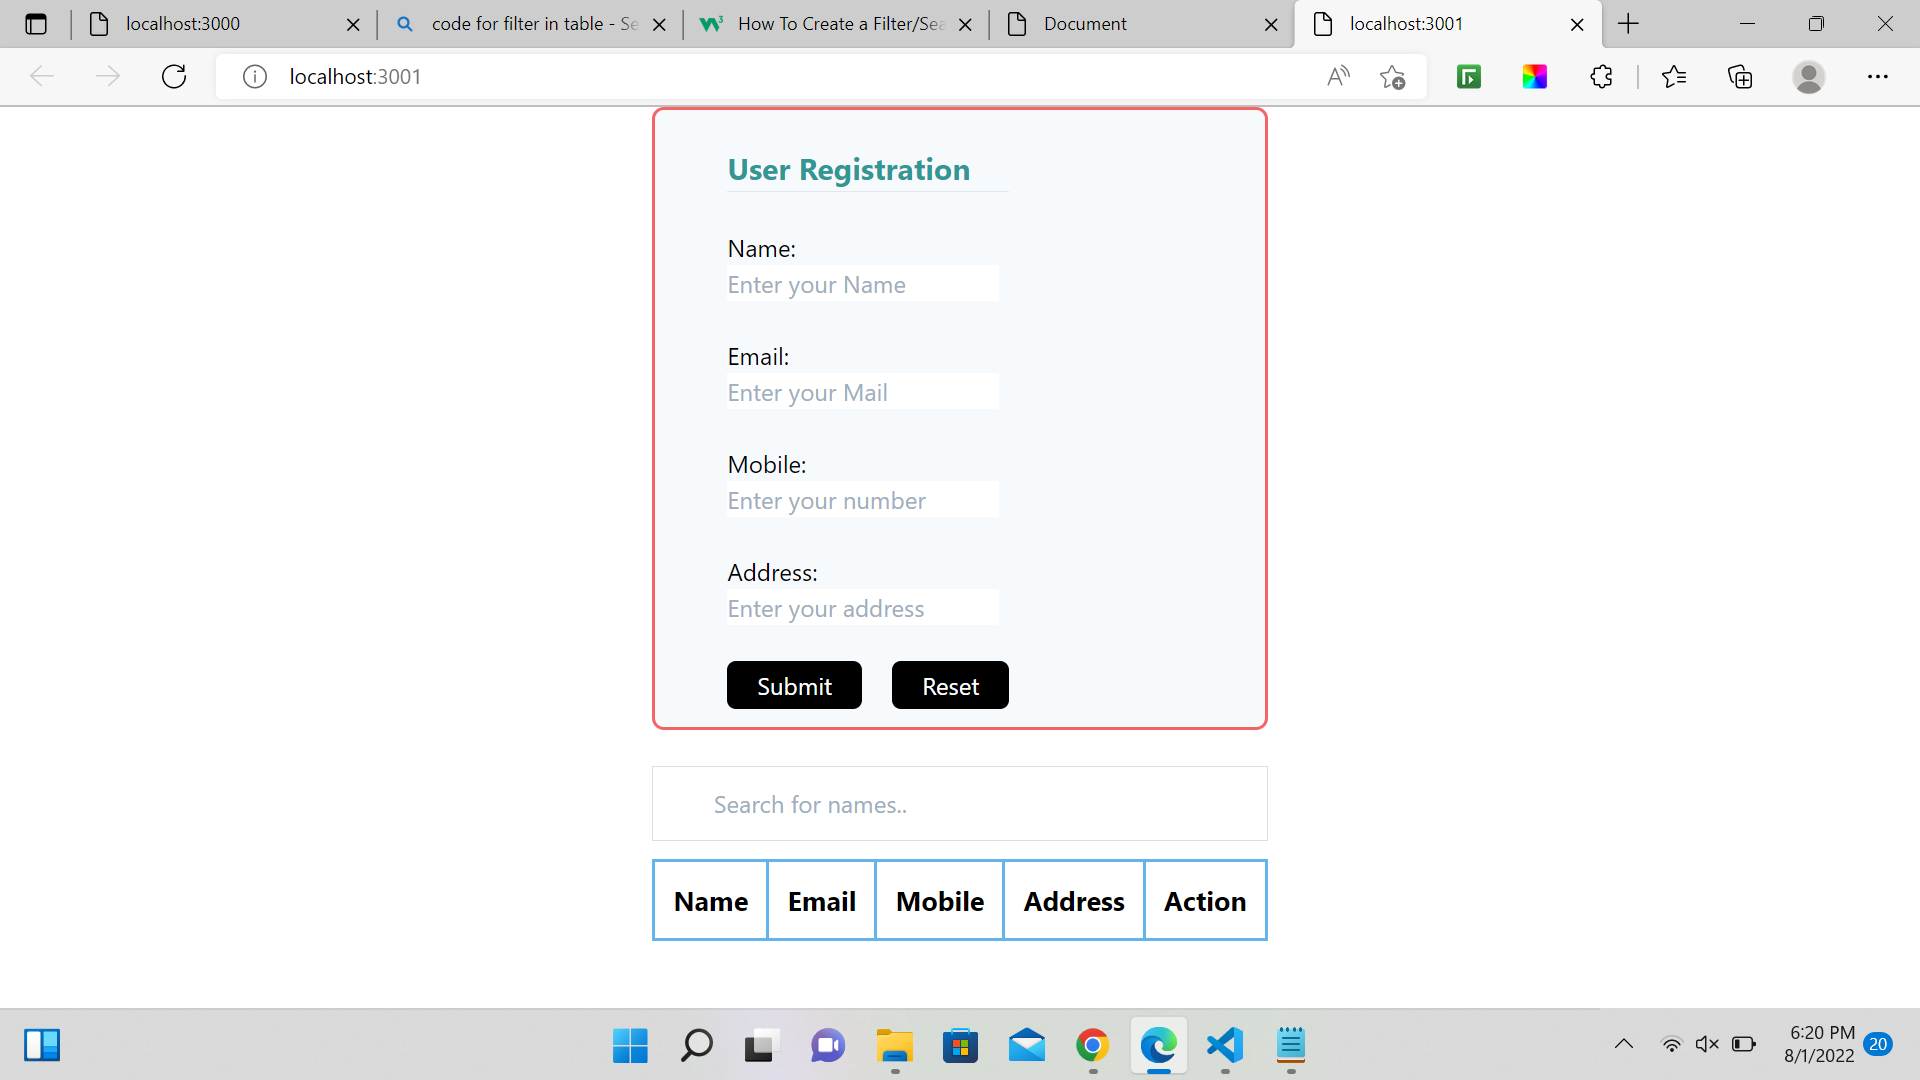 localhost:3000
code for filter in table - Se
How To Create a Filter/Sea
Document
localhost:3001
localhost:3001
User Registration
Name:
Enter your Name
Email:
Enter your Mail
Mobile:
Enter your number
Address:
Enter your address
Submit Reset
Search for names..
Name Email Mobile Address Action
6:20 PM
8/1/2022
20